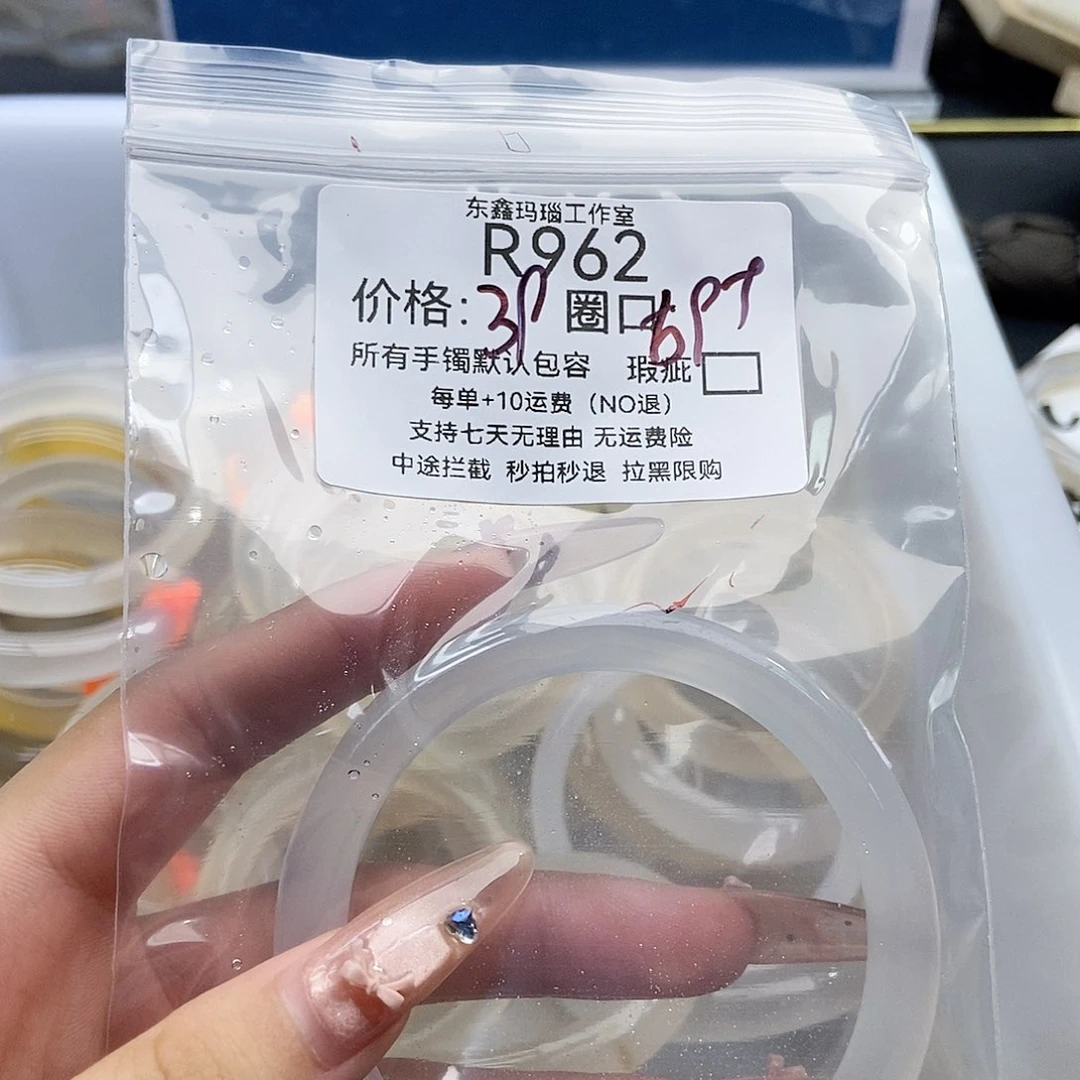 东鑫玛瑙工作室
R962
价格: 3P 圈口
所有手镯默认包容 瑕疵
每单+10运费（NO退）
支持七天无理由 无运费险
中途拦截 秒拍秒退 拉黑限购